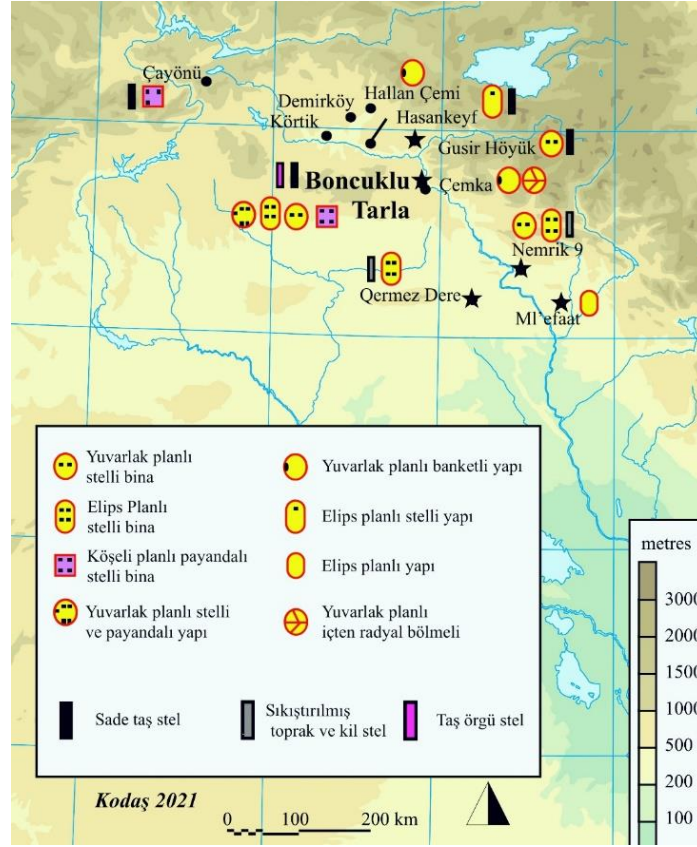 Çayönü
Hallan Çemi
Demirköy
Hasankeyf
Körtik
Gusir Höyük
Boncuklu
Tarla
Çemka
Nemrik 9
Qermez Dere
Ml'efaat
Yuvarlak planlı
stelli bina
Yuvarlak planlı banketli yapı
Elips Planlı
stelli bina
Elips planlı stelli yapı
Köşeli planlı payandalı
stelli bina
Elips planlı yapı
Yuvarlak planlı stelli
ve payandalı yapı
Yuvarlak planlı
içten radyal bölmeli
Sade taş stel
Sıkıştırılmış
toprak ve kil stel
Taş örgü stel
metres
3000
2000
1000
500
200
100
Kodaş 2021
0 100 200 km